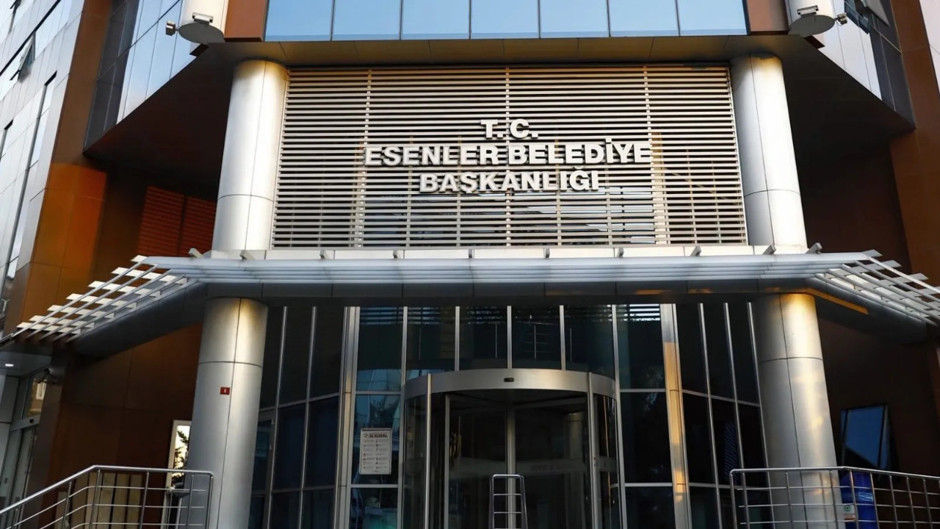 T.C.
ESENLER BELEDİYE
BAŞKANLIĞI